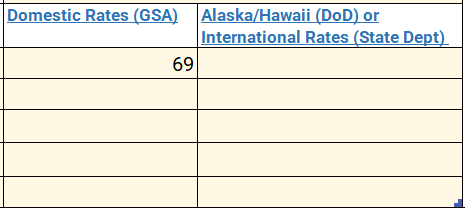 Domestic Rates (GSA)
Alaska/Hawaii (DoD) or
International Rates (State Dept)
69